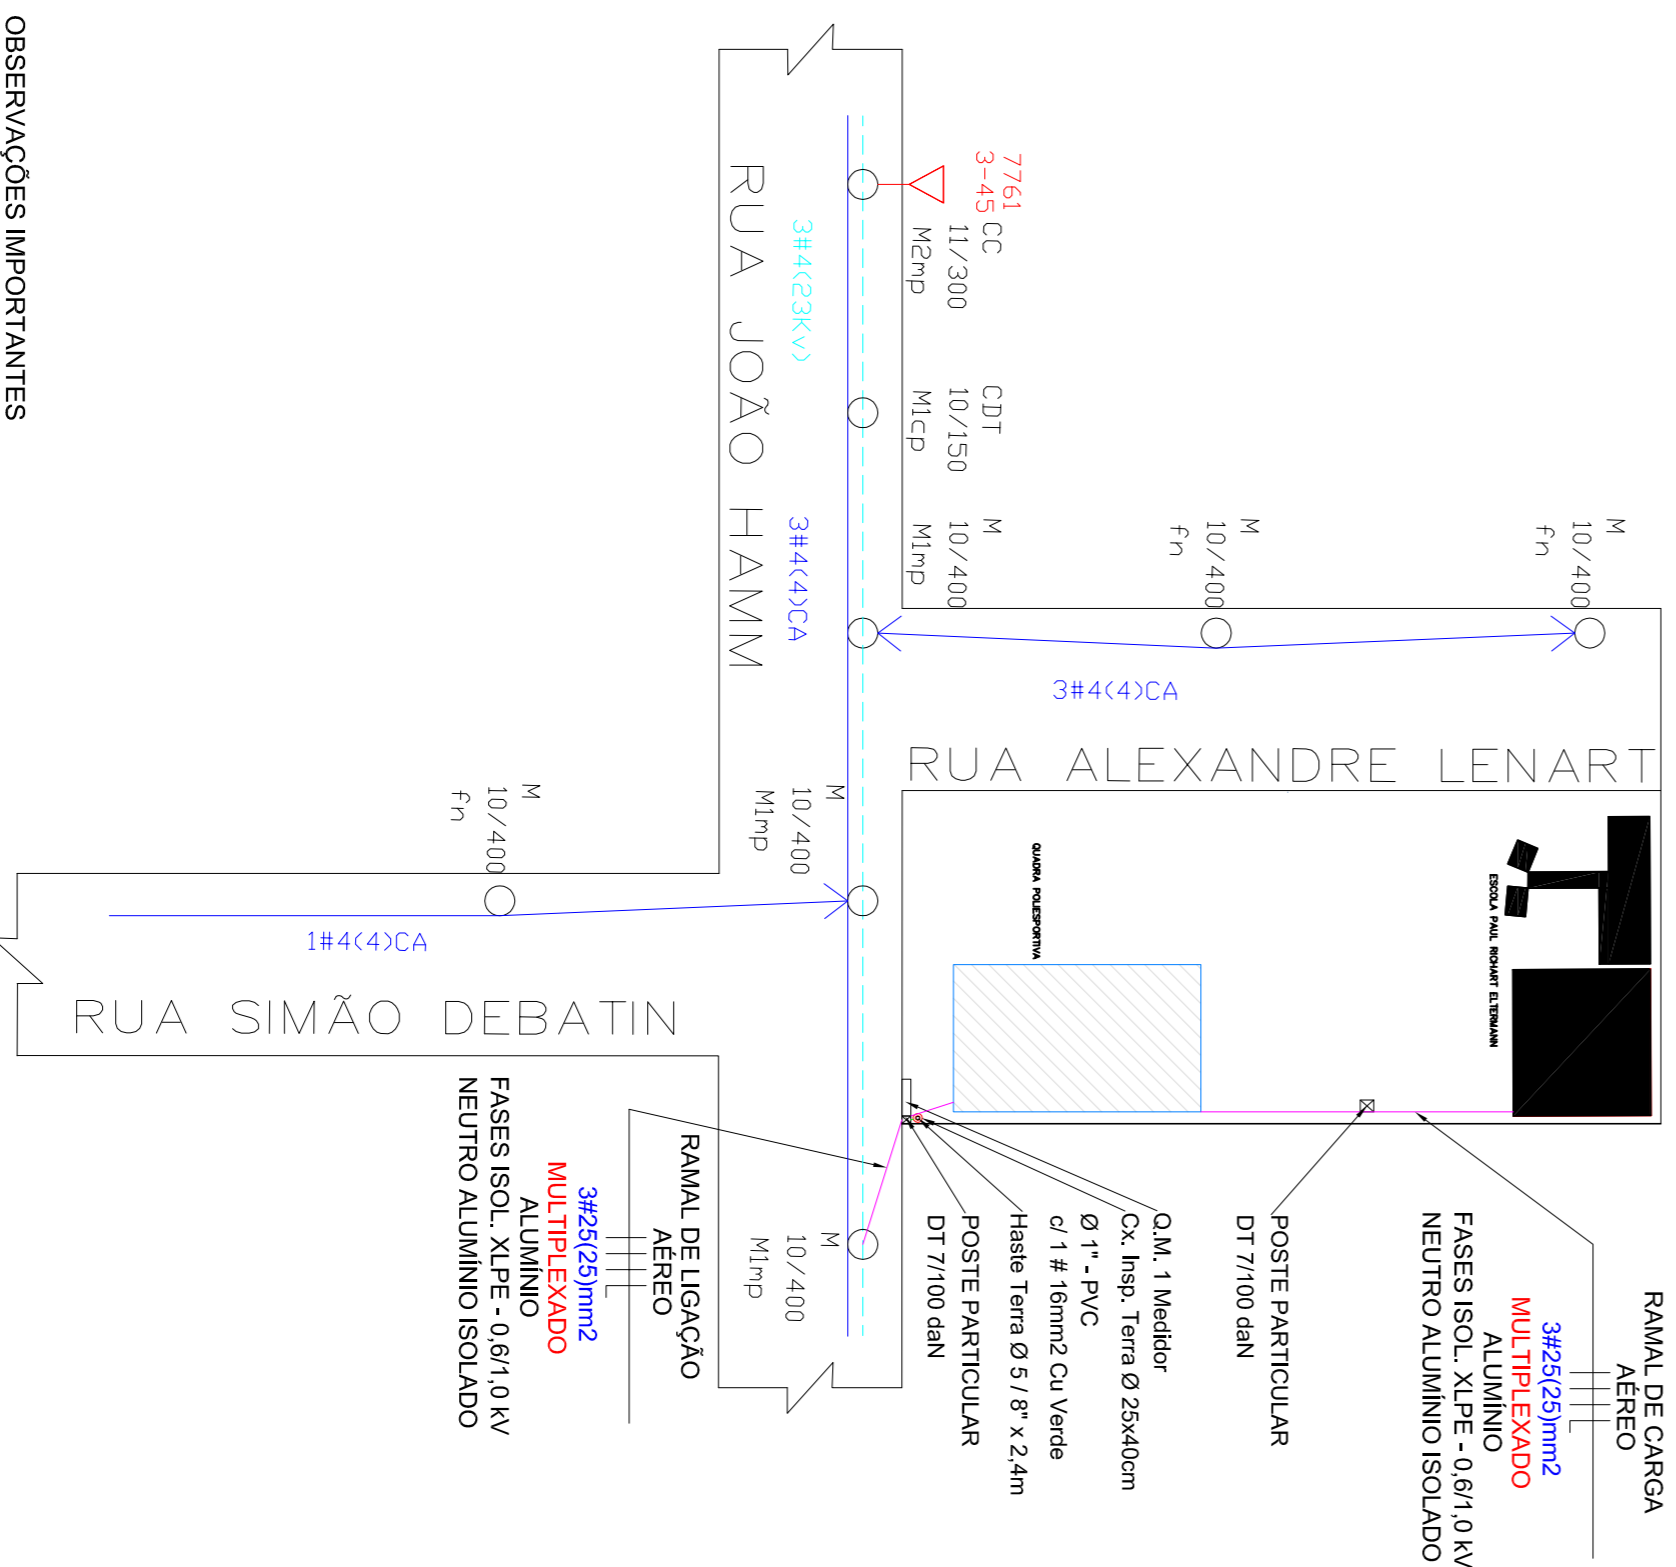 OBSERVAÇÕES IMPORTANTES
7761
3-45
CC
11/300
M2mp
CDT
10/150
M1cp
M
10/400
M1mp
M
10/400
fn
M
10/400
fn
3#4(23Kv)
3#4(4)CA
RUA JOÃO HAMM
3#4(4)CA
RUA ALEXANDRE LENART
M
10/400
M1mp
M
10/400
fn
1#4(4)CA
RUA SIMÃO DEBATIN
QUADRA POLIESPORTIVA
ESCOLA PAUL RICHART ELTERMANN
RAMAL DE LIGAÇÃO
AÉREO
3#25(25)mm2
MULTIPLEXADO
ALUMÍNIO
FASES ISOL. XLPE - 0,6/1,0 kV
NEUTRO ALUMÍNIO ISOLADO
M
10/400
M1mp
Q.M. 1 Medidor
Cx. Insp. Terra Ø 25x40cm
Ø 1" - PVC
c/ 1 # 16mm2 Cu Verde
Haste Terra Ø 5 / 8" x 2,4m
POSTE PARTICULAR
DT 7/100 daN
POSTE PARTICULAR
DT 7/100 daN
RAMAL DE CARGA
AÉREO
3#25(25)mm2
MULTIPLEXADO
ALUMÍNIO
FASES ISOL. XLPE - 0,6/1,0 kV
NEUTRO ALUMÍNIO ISOLADO